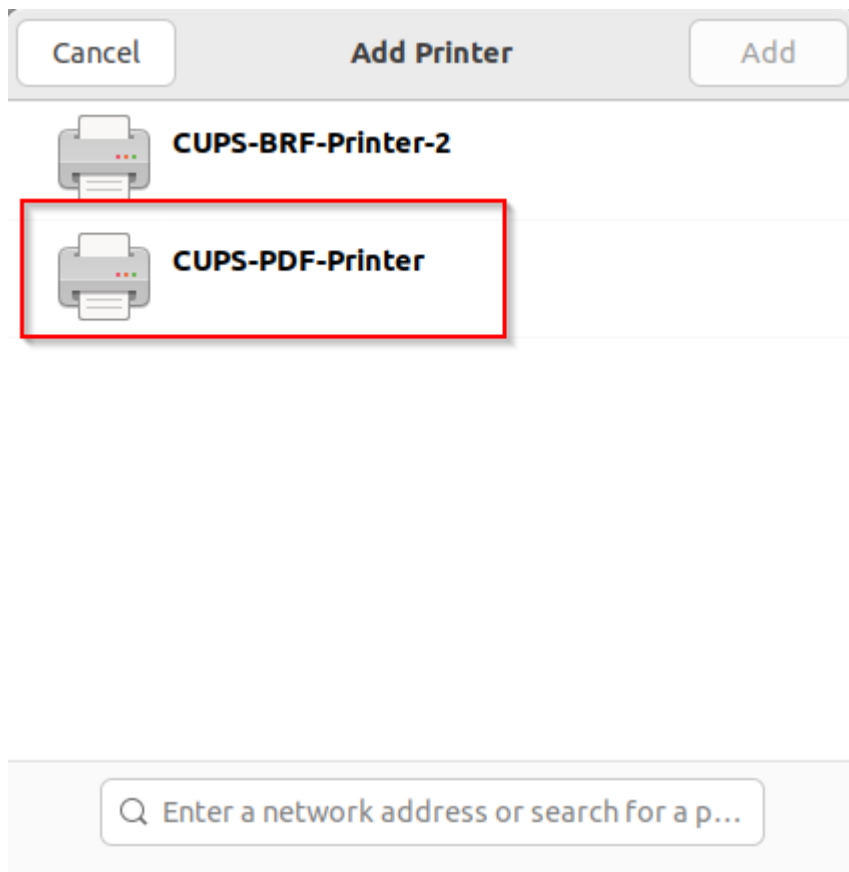 Cancel Add Printer Add
CUPS-BRF-Printer-2
CUPS-PDF-Printer
Enter a network address or search for a p...